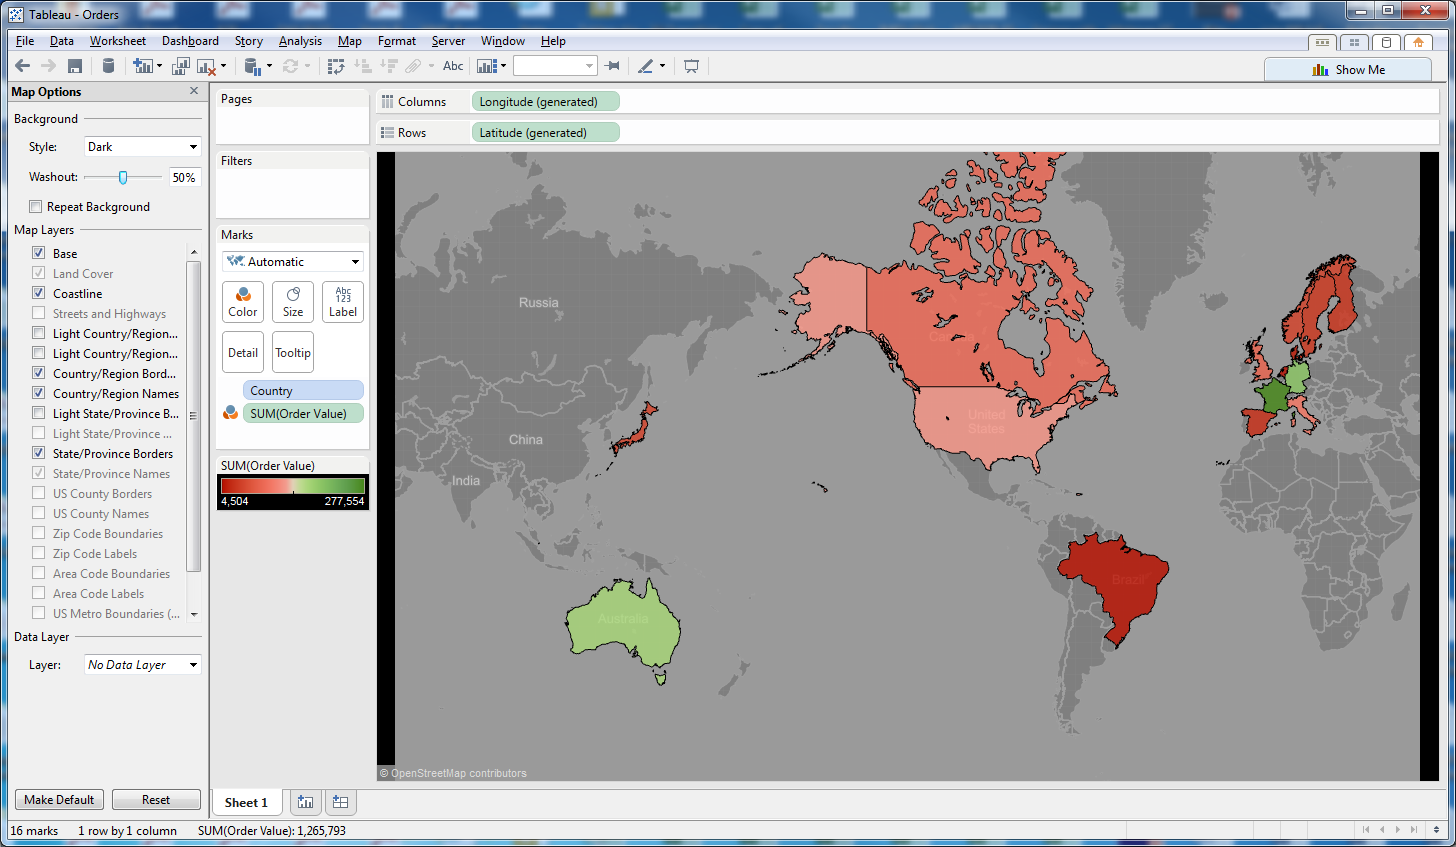 Tableau - Orders
File Data Worksheet Dashboard Story Analysis Map Format Server Window Help
Abc
Show Me
Map Options
Background
Style: Dark
Washout: 50%
Repeat Background
Map Layers
Base
Land Cover
Coastline
Streets and Highways
Light Country/Region...
Light Country/Region...
Country/Region Bord...
Country/Region Names
Light State/Province B...
Light State/Province ...
State/Province Borders
State/Province Names
US County Borders
US County Names
Zip Code Boundaries
Zip Code Labels
Area Code Boundaries
Area Code Labels
US Metro Boundaries (...
Data Layer
Layer: No Data Layer
Make Default Reset
Pages
Filters
Marks
Automatic
Color Size Abc 123 Label
Detail Tooltip
Country
SUM(Order Value)
SUM(Order Value)
4,504 277,554
Columns Longitude (generated)
Rows Latitude (generated)
Russia
China
India
United
States
Brazil
Australia
© OpenStreetMap contributors
Sheet 1
16 marks 1 row by 1 column SUM(Order Value): 1,265,793